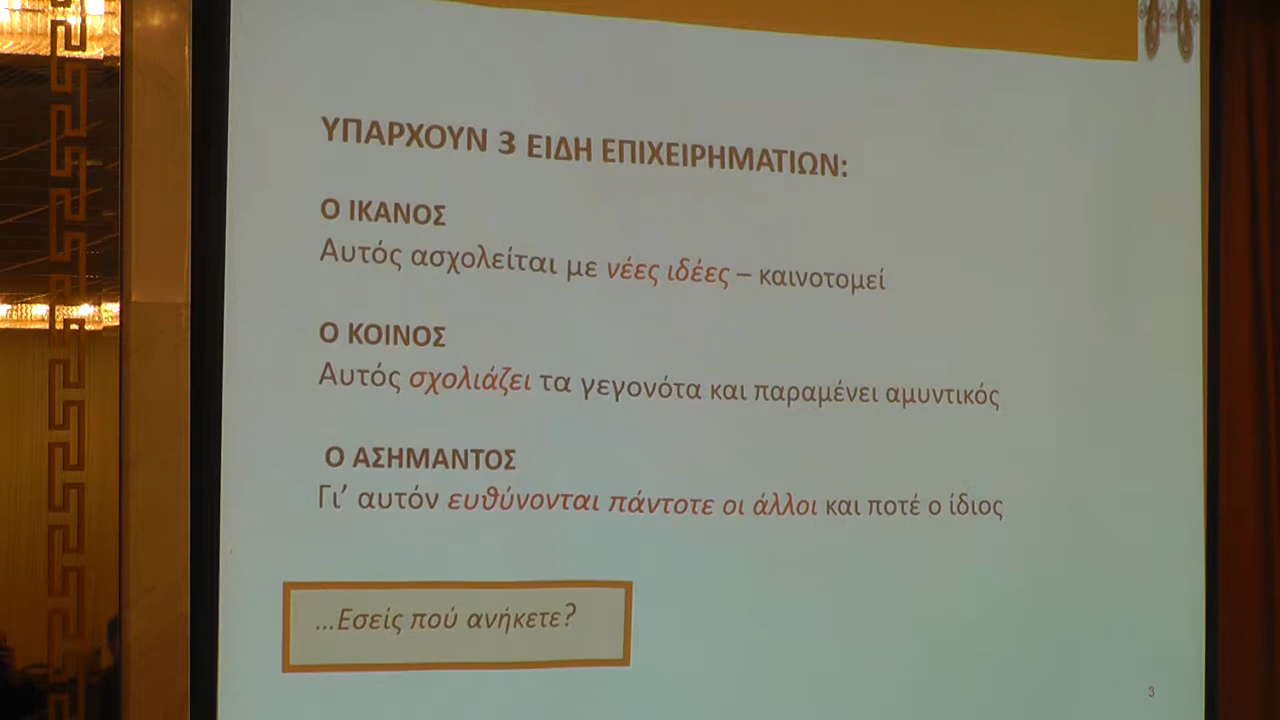 ΥΠΑΡΧΟΥΝ 3 ΕΙΔΗ ΕΠΙΧΕΙΡΗΜΑΤΙΩΝ:
Ο ΙΚΑΝΟΣ
Αυτός ασχολείται με νέες ιδέες – καινοτομεί
Ο ΚΟΙΝΟΣ
Αυτός σχολιάζει τα γεγονότα και παραμένει αμυντικός
Ο ΑΣΗΜΑΝΤΟΣ
Γι’ αυτόν ευθύνονται πάντοτε οι άλλοι και ποτέ ο ίδιος
...Εσείς πού ανήκετε?
3